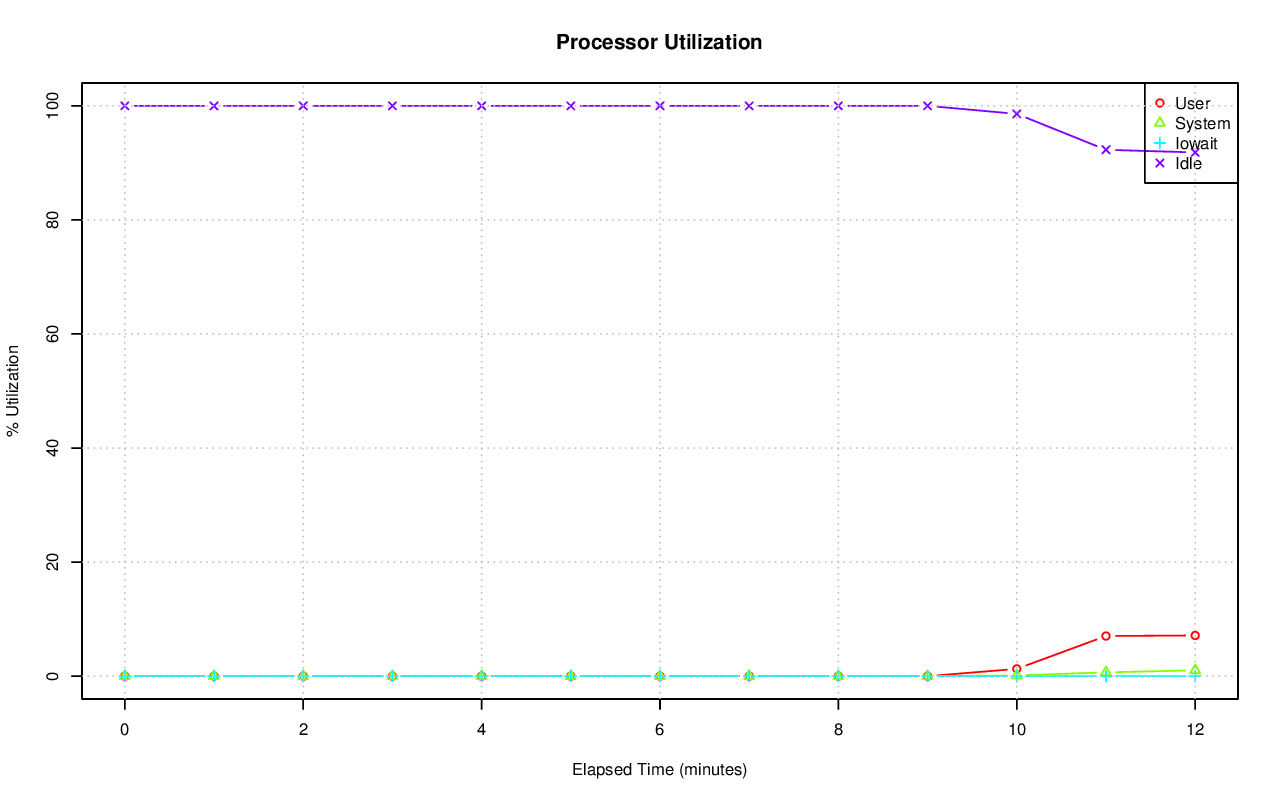 Processor Utilization
User
System
Iowait
Idle
% Utilization
100
80
60
40
20
0
0 2 4 6 8 10 12
Elapsed Time (minutes)